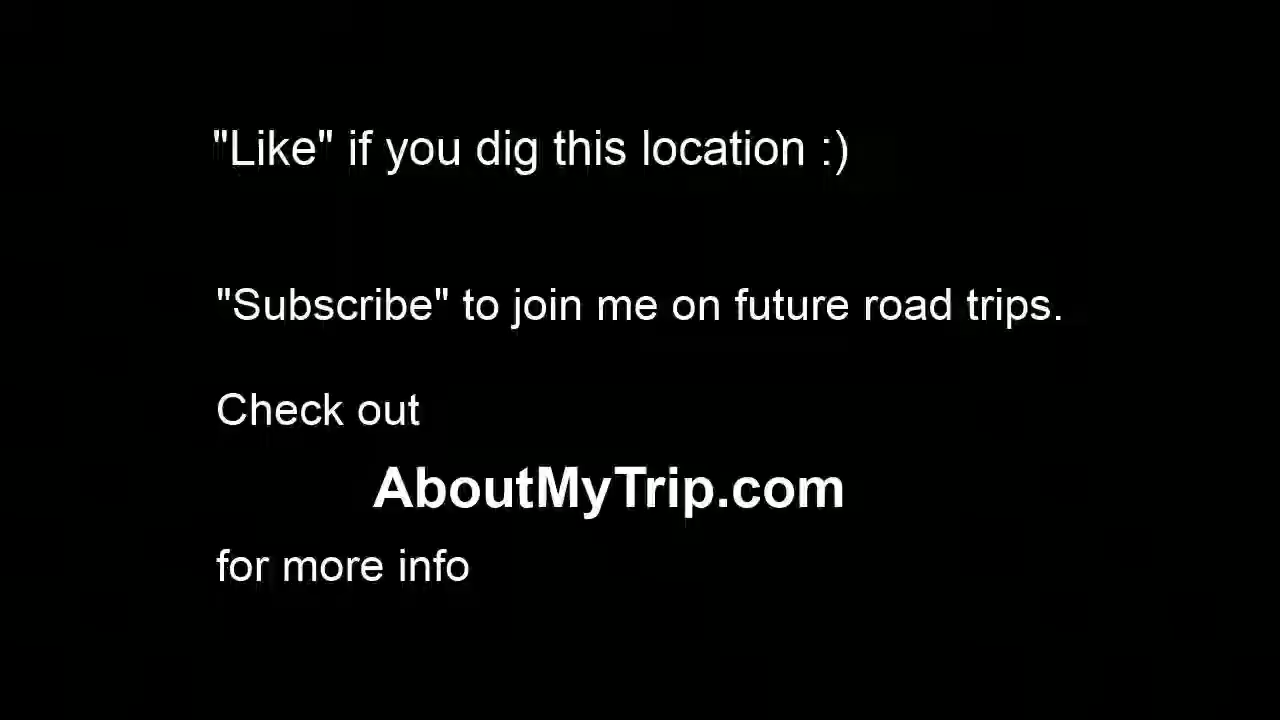 "Like" if you dig this location :)
"Subscribe" to join me on future road trips.
Check out
AboutMyTrip.com
for more info